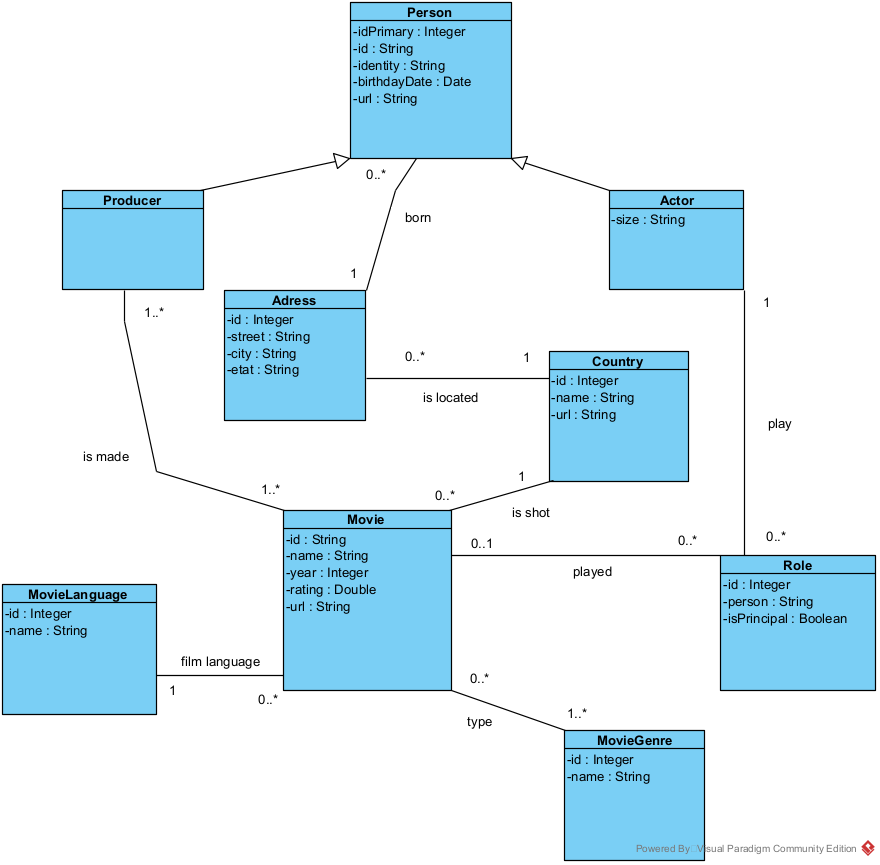 Person
-idPrimary : Integer
-id : String
-identity : String
-birthdayDate : Date
-url : String
0..*
Producer
Actor
-size : String
born
1
1..*
1
Adress
-id : Integer
-street : String
-city : String
-etat : String
0..*
1
is located
Country
-id : Integer
-name : String
-url : String
play
is made
1..*
0..*
1
is shot
Movie
-id : String
-name : String
-year : Integer
-rating : Double
-url : String
0..1
0..*
0..*
played
Role
-id : Integer
-person : String
-isPrincipal : Boolean
MovieLanguage
-id : Integer
-name : String
film language
1
0..*
0..*
1..*
type
MovieGenre
-id : Integer
-name : String
Powered By Visual Paradigm Community Edition